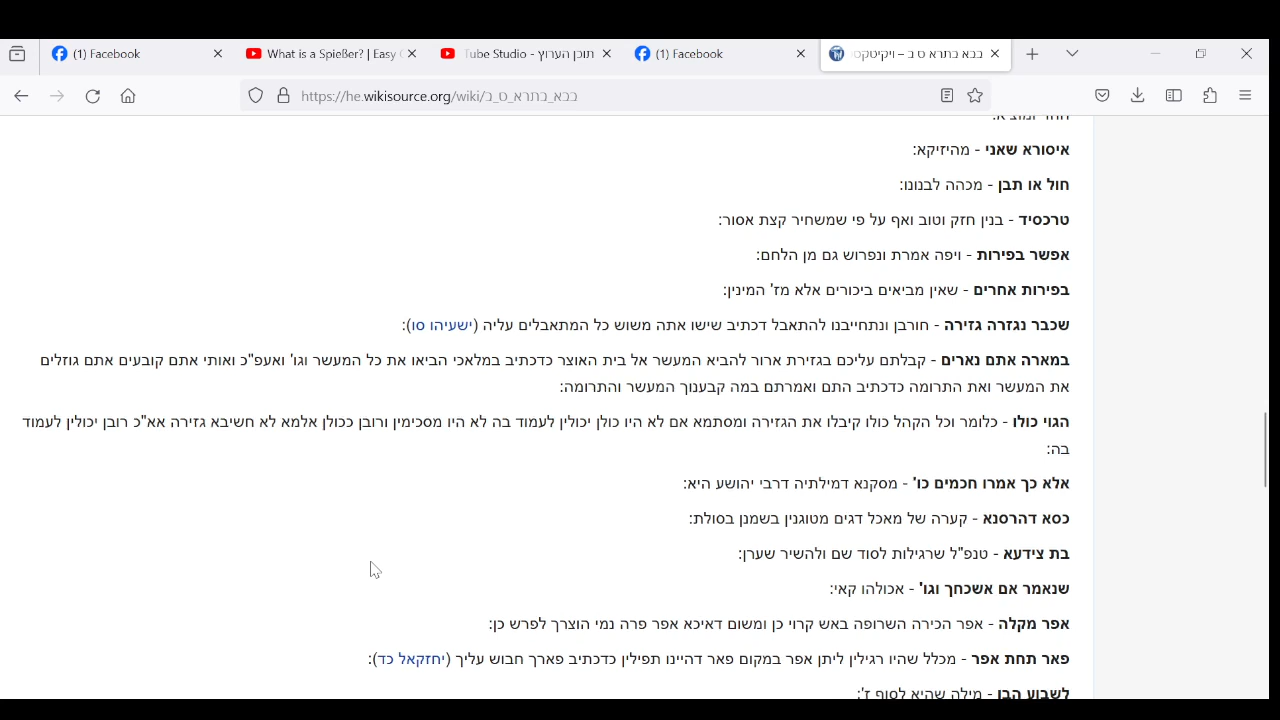 (1) Facebook
What is a Spießer? | Easy
Tube Studio - תוכן הערוץ
(1) Facebook
בבא בתרא ס ב – ויקיטקס
https://he.wikisource.org/wiki/בבא_בתרא_ס_ב
איסורא שאני - מהיזיקא:
חול או תבן - מכהה לבנונו:
טרכסיד - בנין חזק וטוב ואף על פי שמשחיר קצת אסור:
אפשר בפירות - ויפה אמרת ונפרוש גם מן הלחם:
בפירות אחרים - שאין מביאים ביכורים אלא מז' המינין:
שכבר נגזרה גזירה - חורבן ונתחייבנו להתאבל דכתיב שישו אתה משוש כל המתאבלים עליה (ישעיהו סו):
במארה אתם נארים - קבלתם עליכם בגזירת ארור להביא המעשר אל בית האוצר כדכתיב במלאכי הביאו את כל המעשר וגו' ואעפ"כ ואותי אתם קובעים אתם גוזלים
את המעשר ואת התרומה כדכתיב התם ואמרתם במה קבענוך המעשר והתרומה:
הגוי כולו - כלומר וכל הקהל כולו קיבלו את הגזירה ומסתמא אם לא היו כולן יכולין לעמוד בה לא היו מסכימין ורובן ככולן אלמא לא חשיבא גזירה אא"כ רובן יכולין לעמוד
בה:
אלא כך אמרו חכמים כו' - מסקנא דמילתיה דרבי יהושע היא:
כסא דהרסנא - קערה של מאכל דגים מטוגנין בשמנן בסולת:
בת צידעא - טנפ"ל שרגילות לסוד שם ולהשיר שערן:
שנאמר אם אשכחך וגו' - אכולהו קאי:
אפר מקלה - אפר הכירה השרופה באש קרוי כן ומשום דאיכא אפר פרה נמי הוצרך לפרש כן:
פאר תחת אפר - מכלל שהיו רגילין ליתן אפר במקום פאר דהיינו תפילין כדכתיב פארך חבוש עליך (יחזקאל כד):
לשבוע הבן - מילה שהיא לסוף ז':